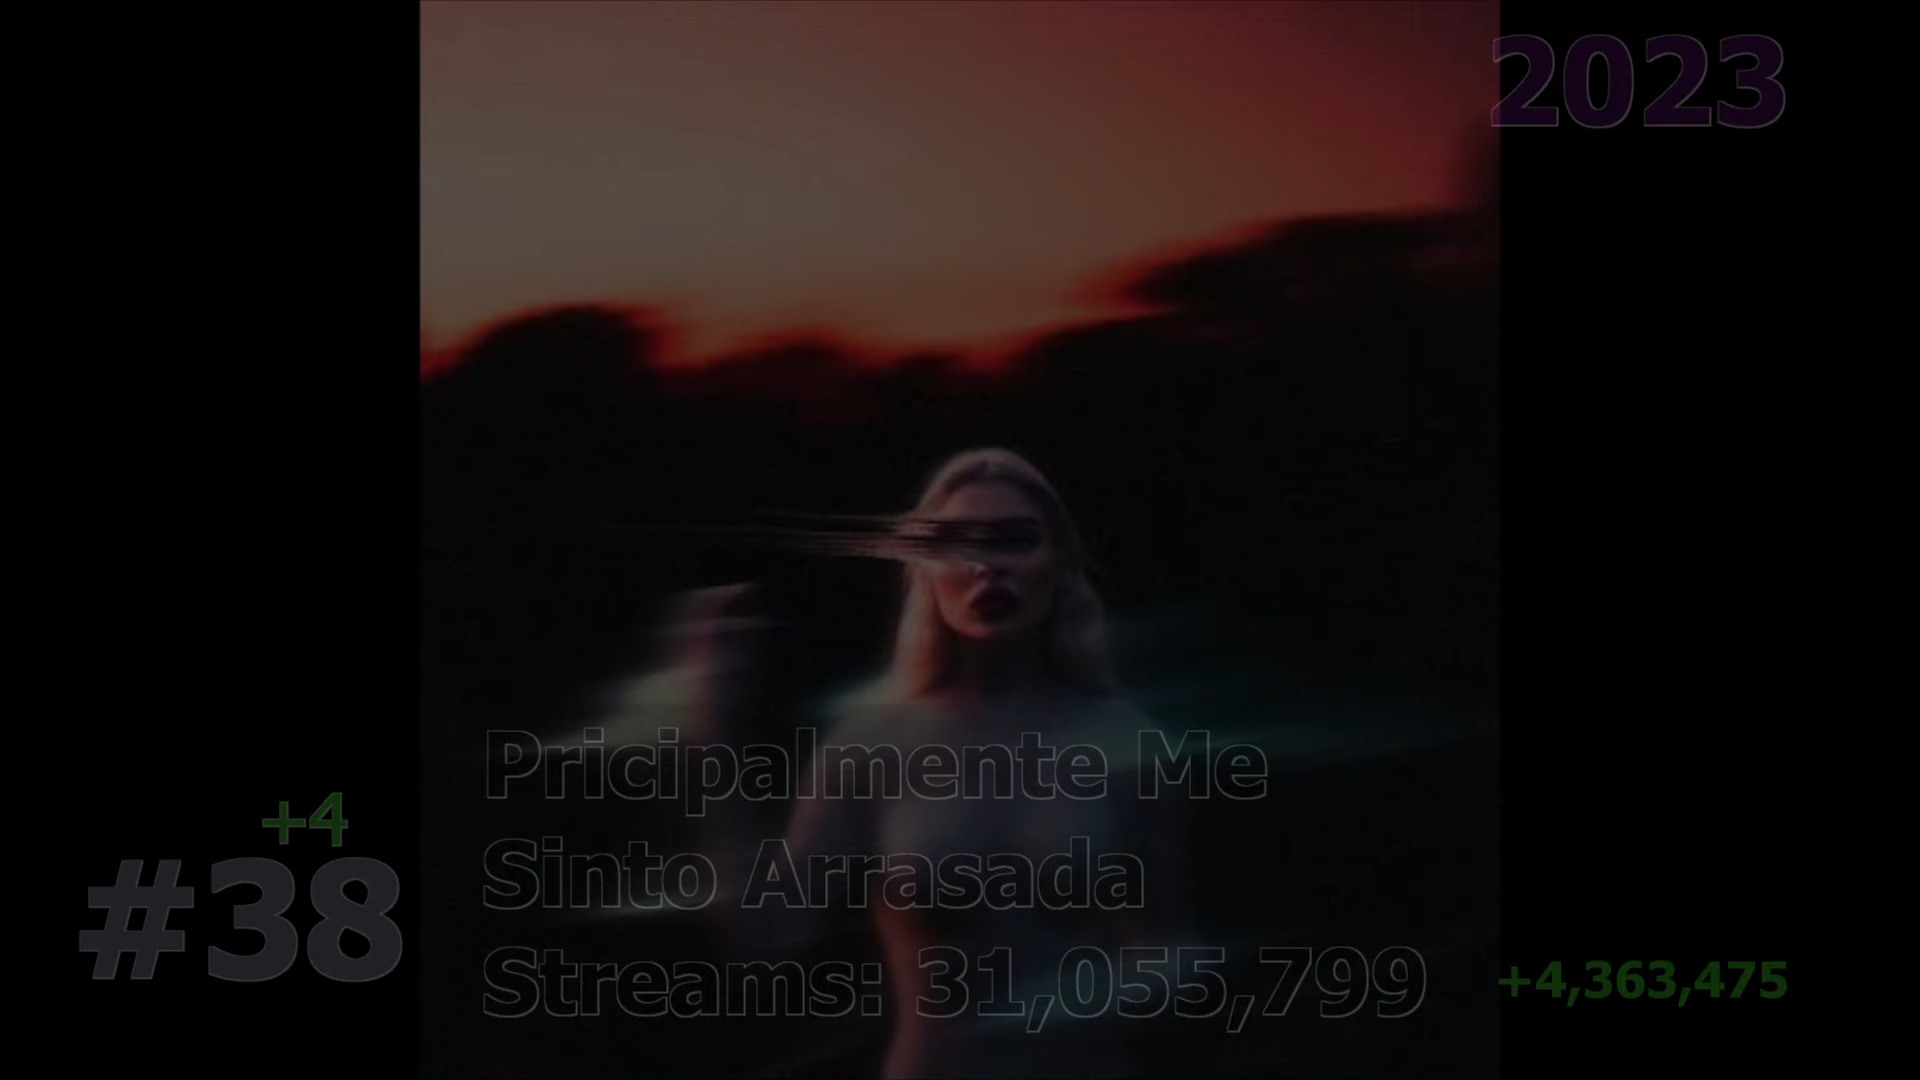 2023
Pricipalmente Me
Sinto Arrasada
Streams: 31,055,799
+4
#38
+4,363,475